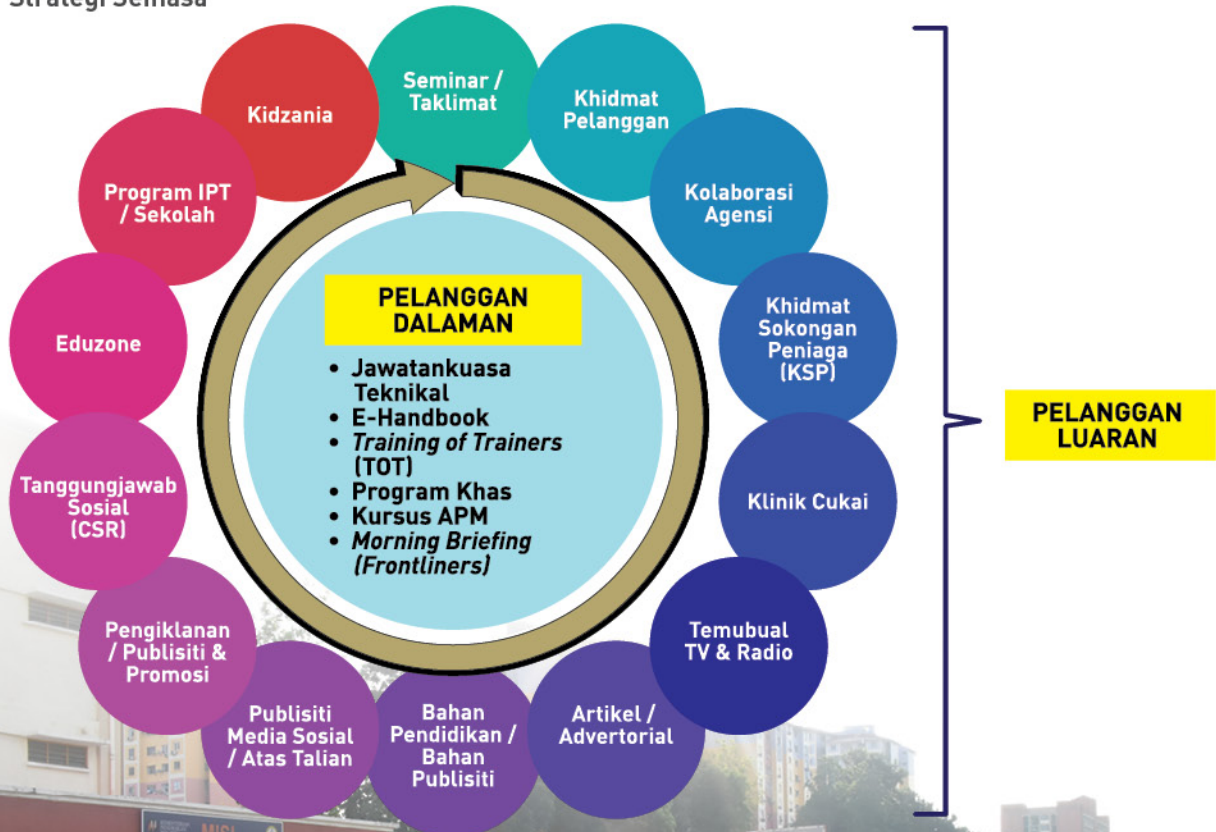 Strategi Semasa
Seminar /
Taklimat
Khidmat
Pelanggan
Kolaborasi
Agensi
Khidmat
Sokongan
Peniaga
(KSP)
Klinik Cukai
Temubual
TV & Radio
Artikel /
Advertorial
Bahan
Pendidikan /
Bahan
Publisiti
Publisiti
Media Sosial
/ Atas Talian
Pengiklanan
/ Publisiti &
Promosi
Tanggungjawab
Sosial
(CSR)
Eduzone
Program IPT
/ Sekolah
Kidzania
PELANGGAN
DALAMAN
• Jawatankuasa
Teknikal
• E-Handbook
• Training of Trainers
(TOT)
• Program Khas
• Kursus APM
• Morning Briefing
(Frontliners)
PELANGGAN
LUARAN